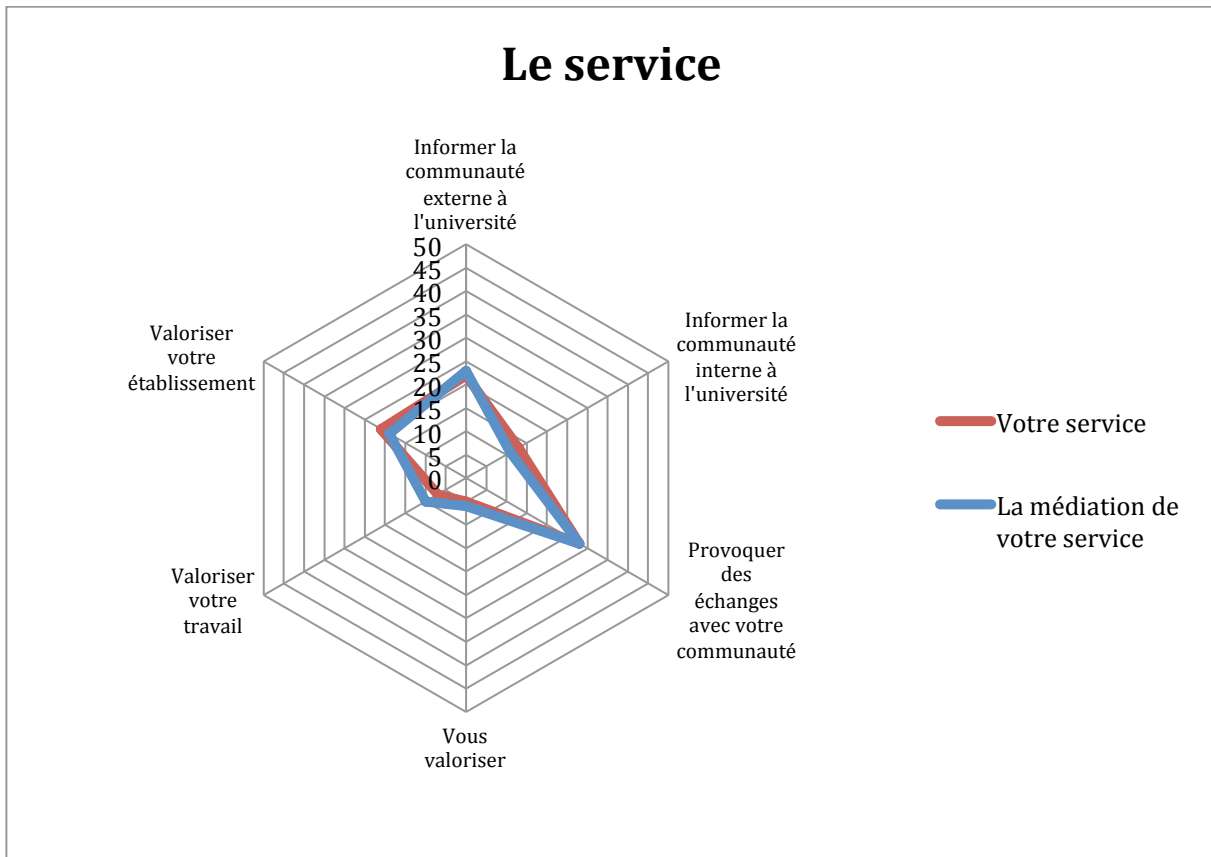 Le service
Informer la
communauté
externe à
l'université
50
45
40
35
30
25
20
15
10
5
0
Informer la
communauté
interne à
l'université
Provoquer
des
échanges
avec votre
communauté
Vous
valoriser
Valoriser
votre
travail
Valoriser
votre
établissement
Votre service
La médiation de
votre service